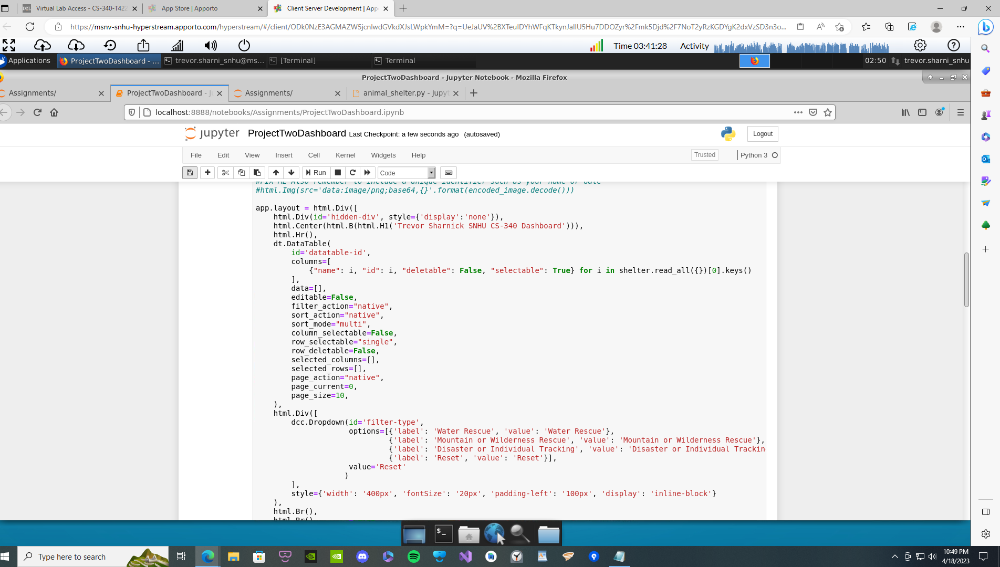 Virtual Lab Access - CS-340-T422
App Store | Apporto
Client Server Development | App
https://msnv-snhu-hyperstream.apporto.com/hyperstream/#/client/
Time 03:41:28
Activity
Applications
ProjectTwoDashboard - ...
trevor.sharni_snhu@ms...
[Terminal]
Terminal
02:50
trevor.sharni_snhu
ProjectTwoDashboard - Jupyter Notebook - Mozilla Firefox
Assignments/
ProjectTwoDashboard - Ju
Assignments/
animal_shelter.py - Jupyt
localhost:8888/notebooks/Assignments/ProjectTwoDashboard.ipynb
jupyter ProjectTwoDashboard Last Checkpoint: a few seconds ago (autosaved)
Logout
File Edit View Insert Cell Kernel Widgets Help
Trusted
Python 3
Run
Code
#FIX ME Also remember to include a unique identifier such as your name or date
#html.Img(src='data:image/png;base64,{}'.format(encoded_image.decode()))
app.layout = html.Div([
html.Div(id='hidden-div', style={'display':'none'}),
html.Center(html.B(html.H1('Trevor Sharnick SNHU CS-340 Dashboard'))),
html.Hr(),
dt.DataTable(
id='datatable-id',
columns=[
{"name": i, "id": i, "deletable": False, "selectable": True} for i in shelter.read_all({})[0].keys()
],
data=[],
editable=False,
filter_action="native",
sort_action="native",
sort_mode="multi",
column_selectable=False,
row_selectable="single",
row_deletable=False,
selected_columns=[],
selected_rows=[],
page_action="native",
page_current=0,
page_size=10,
),
html.Div([
dcc.Dropdown(id='filter-type',
options=[{'label': 'Water Rescue', 'value': 'Water Rescue'},
{'label': 'Mountain or Wilderness Rescue', 'value': 'Mountain or Wilderness Rescue'},
{'label': 'Disaster or Individual Tracking', 'value': 'Disaster or Individual Trackin
{'label': 'Reset', 'value': 'Reset'}],
value='Reset'
)
],
style={'width': '400px', 'fontSize': '20px', 'padding-left': '100px', 'display': 'inline-block'}
),
html.Br(),
html.Br()
Type here to search
10:49 PM
4/18/2023